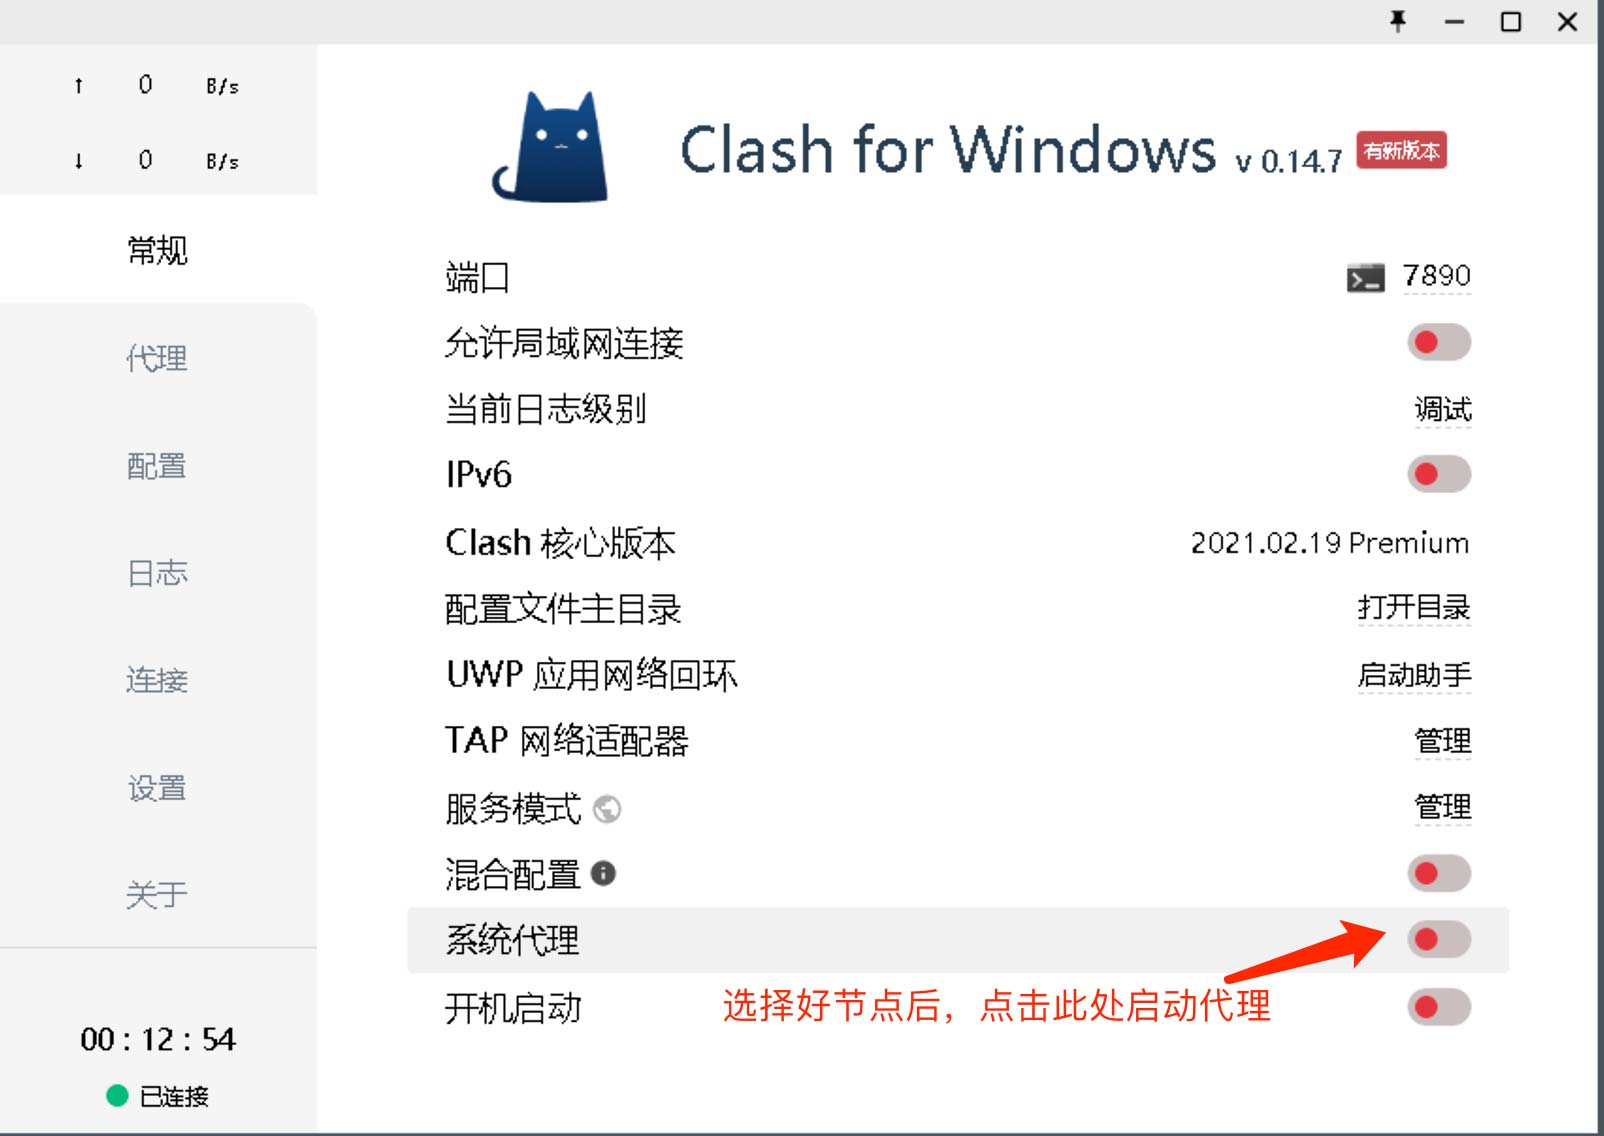 ↑ 0 B/s
↓ 0 B/s
常规
代理
配置
日志
连接
设置
关于
00 : 12 : 54
已连接
Clash for Windows v 0.14.7 有新版本
端口 7890
允许局域网连接
当前日志级别 调试
IPv6
Clash 核心版本 2021.02.19 Premium
配置文件主目录 打开目录
UWP 应用网络回环 启动助手
TAP 网络适配器 管理
服务模式 管理
混合配置
系统代理
开机启动
选择好节点后，点击此处启动代理